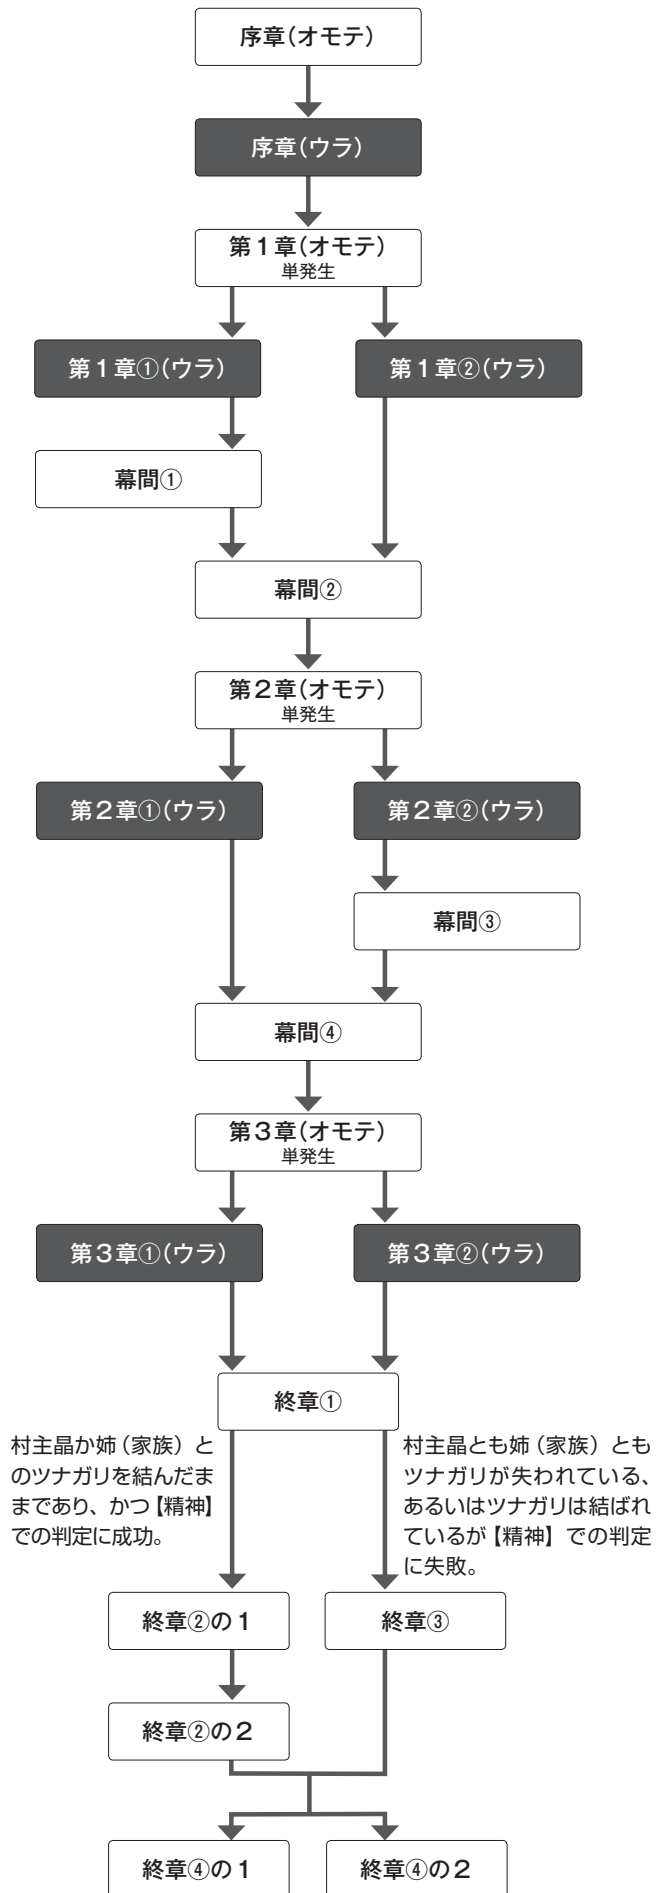 序章(オモテ)
序章(ウラ)
第1章(オモテ)
単発生
第1章①(ウラ)
第1章②(ウラ)
幕間①
幕間②
第2章(オモテ)
単発生
第2章①(ウラ)
第2章②(ウラ)
幕間③
幕間④
第3章(オモテ)
単発生
第3章①(ウラ)
第3章②(ウラ)
終章①
村主晶か姉(家族)と
のツナガリを結んだま
まであり、かつ【精神】
での判定に成功。
村主晶とも姉(家族)とも
ツナガリが失われている、
あるいはツナガリは結ばれ
ているが【精神】での判定
に失敗。
終章②の1
終章③
終章②の2
終章④の1
終章④の2